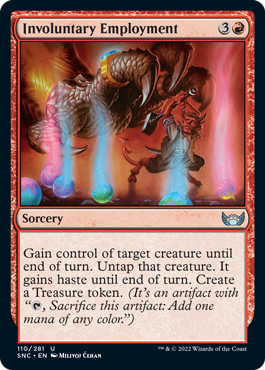 Involuntary Employment 3
Sorcery
Gain control of target creature until
end of turn. Untap that creature. It
gains haste until end of turn. Create
a Treasure token. (It's an artifact with
“, Sacrifice this artifact: Add one
mana of any color.”)
110/281 U
SNC • EN MILIVOJ ĆERAN
™ & © 2022 Wizards of the Coast